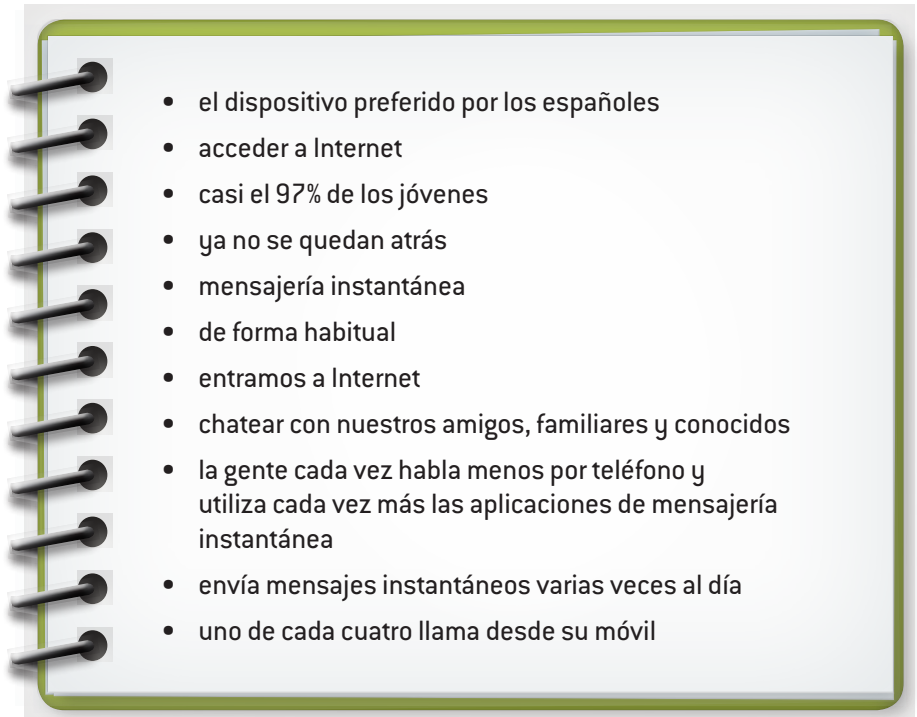 • el dispositivo preferido por los españoles
• acceder a Internet
• casi el 97% de los jóvenes
• ya no se quedan atrás
• mensajería instantánea
• de forma habitual
• entramos a Internet
• chatear con nuestros amigos, familiares y conocidos
• la gente cada vez habla menos por teléfono y
utiliza cada vez más las aplicaciones de mensajería
instantánea
• envía mensajes instantáneos varias veces al día
• uno de cada cuatro llama desde su móvil